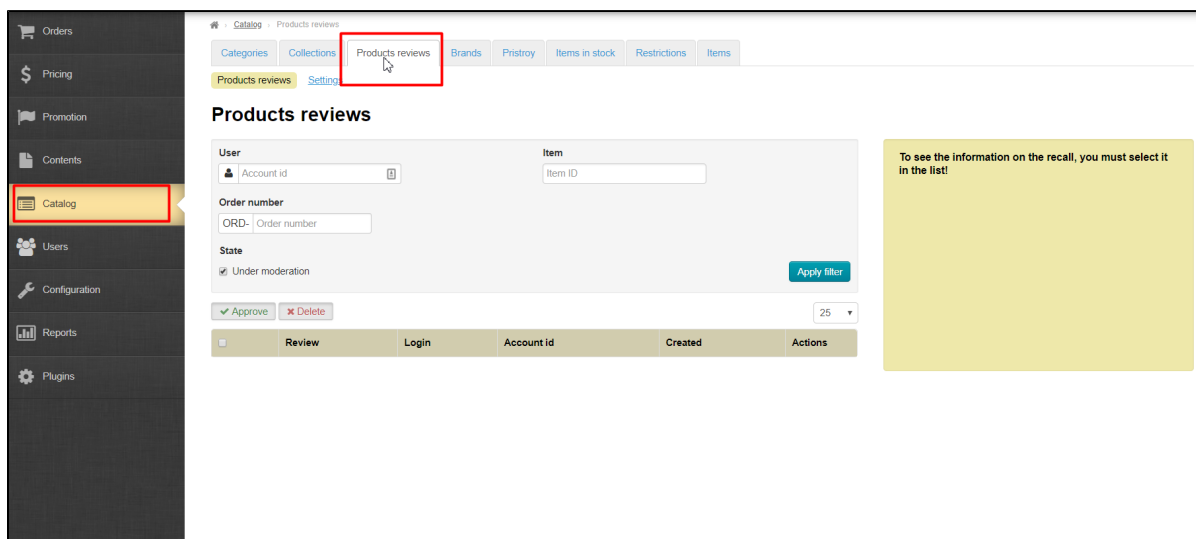 Orders
Pricing
Promotion
Contents
Catalog
Users
Configuration
Reports
Plugins
Catalog Products reviews
Categories Collections Products reviews Brands Pristroy Items in stock Restrictions Items
Products reviews Settings
Products reviews
User Item
Account id Item ID
Order number
ORD- Order number
State
Under moderation Apply filter
Approve Delete 25
Review Login Account id Created Actions
To see the information on the recall, you must select it
in the list!